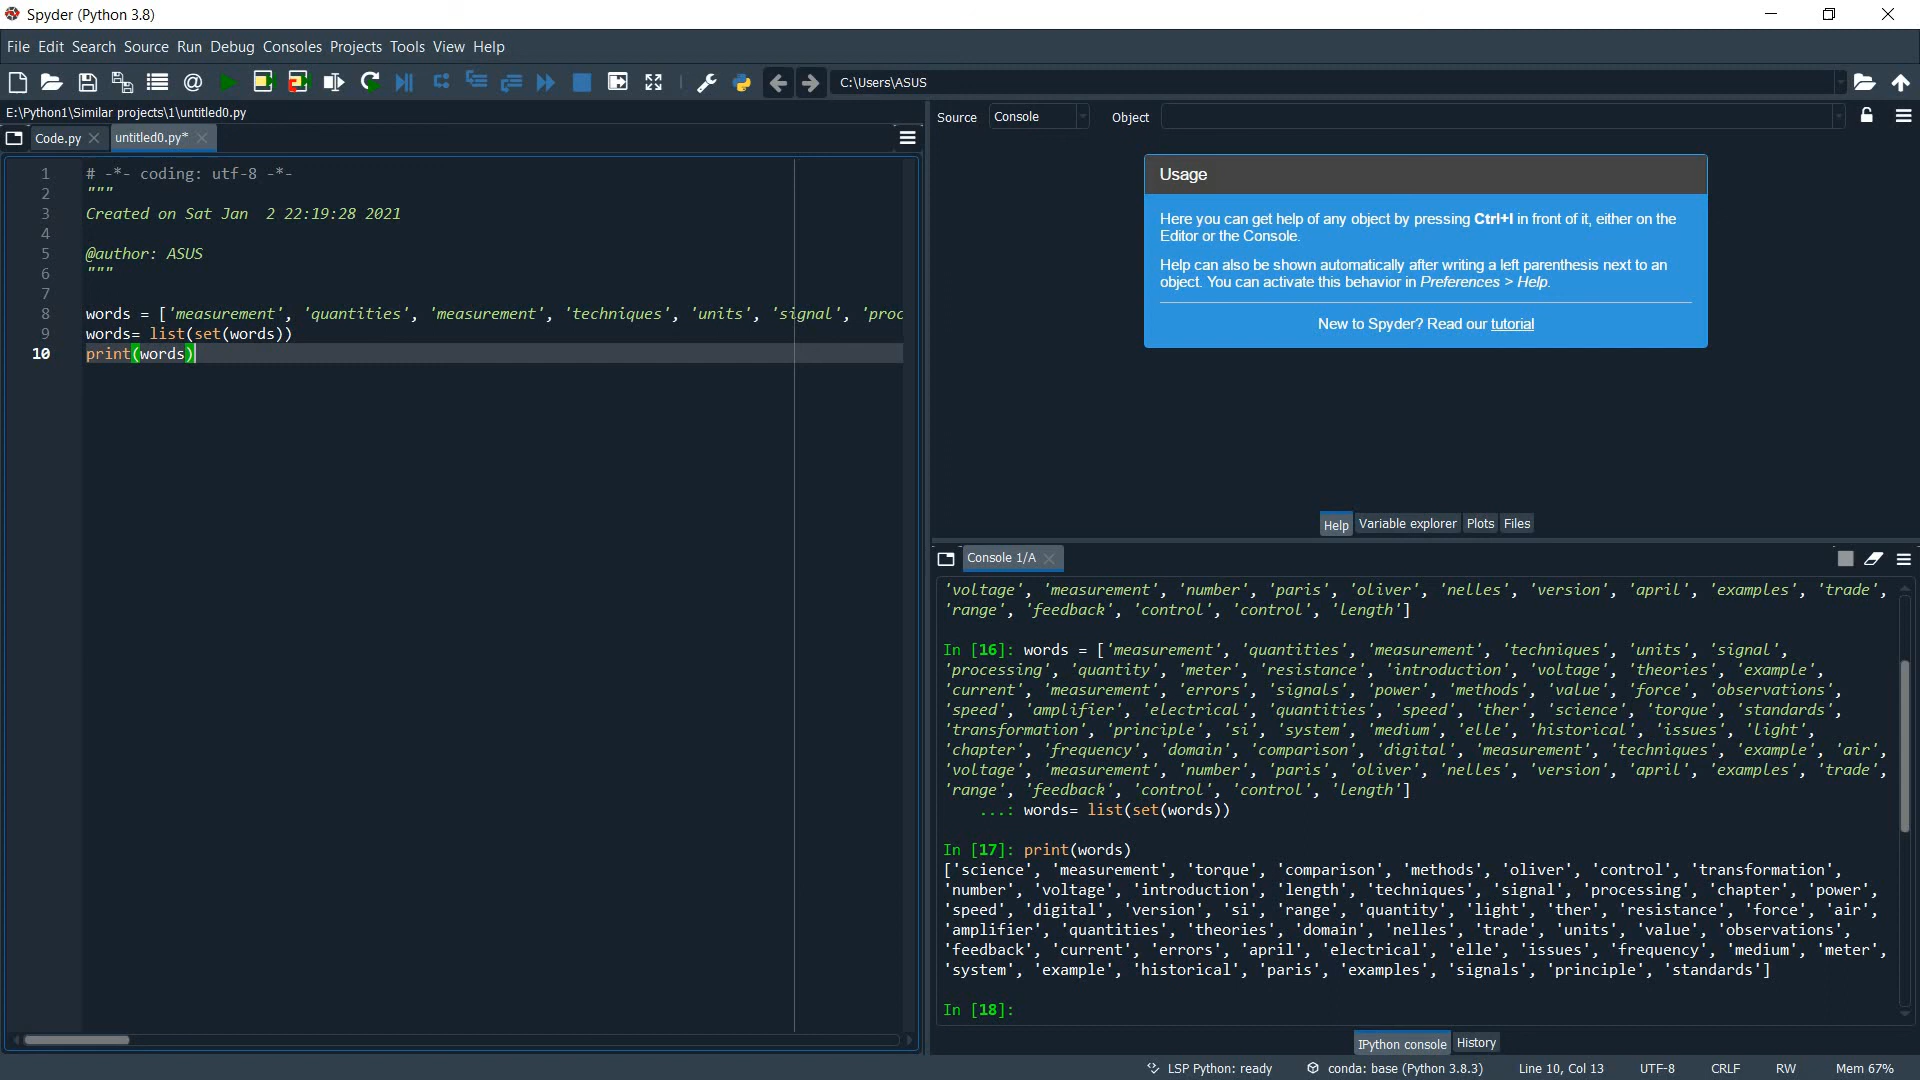 Spyder (Python 3.8)
File Edit Search Source Run Debug Consoles Projects Tools View Help
C:\Users\ASUS
E:\Python1\Similar projects\1\untitled0.py
Code.py
untitled0.py*
1 # -*- coding: utf-8 -*-
2 """
3 Created on Sat Jan  2 22:19:28 2021
4
5 @author: ASUS
6 """
7
8 words = ['measurement', 'quantities', 'measurement', 'techniques', 'units', 'signal', 'proc
9 words= list(set(words))
10 print(words)
Source Console Object
Usage
Here you can get help of any object by pressing Ctrl+I in front of it, either on the
Editor or the Console.
Help can also be shown automatically after writing a left parenthesis next to an
object. You can activate this behavior in Preferences > Help.
New to Spyder? Read our tutorial
Help Variable explorer Plots Files
Console 1/A
'voltage', 'measurement', 'number', 'paris', 'oliver', 'nelles', 'version', 'april', 'examples', 'trade',
'range', 'feedback', 'control', 'control', 'length']
In [16]: words = ['measurement', 'quantities', 'measurement', 'techniques', 'units', 'signal',
'processing', 'quantity', 'meter', 'resistance', 'introduction', 'voltage', 'theories', 'example',
'current', 'measurement', 'errors', 'signals', 'power', 'methods', 'value', 'force', 'observations',
'speed', 'amplifier', 'electrical', 'quantities', 'speed', 'ther', 'science', 'torque', 'standards',
'transformation', 'principle', 'si', 'system', 'medium', 'elle', 'historical', 'issues', 'light',
'chapter', 'frequency', 'domain', 'comparison', 'digital', 'measurement', 'techniques', 'example', 'air',
'voltage', 'measurement', 'number', 'paris', 'oliver', 'nelles', 'version', 'april', 'examples', 'trade',
'range', 'feedback', 'control', 'control', 'length']
...: words= list(set(words))
In [17]: print(words)
['science', 'measurement', 'torque', 'comparison', 'methods', 'oliver', 'control', 'transformation',
'number', 'voltage', 'introduction', 'length', 'techniques', 'signal', 'processing', 'chapter', 'power',
'speed', 'digital', 'version', 'si', 'range', 'quantity', 'light', 'ther', 'resistance', 'force', 'air',
'amplifier', 'quantities', 'theories', 'domain', 'nelles', 'trade', 'units', 'value', 'observations',
'feedback', 'current', 'errors', 'april', 'electrical', 'elle', 'issues', 'frequency', 'medium', 'meter',
'system', 'example', 'historical', 'paris', 'examples', 'signals', 'principle', 'standards']
In [18]:
IPython console History
LSP Python: ready conda: base (Python 3.8.3) Line 10, Col 13 UTF-8 CRLF RW Mem 67%